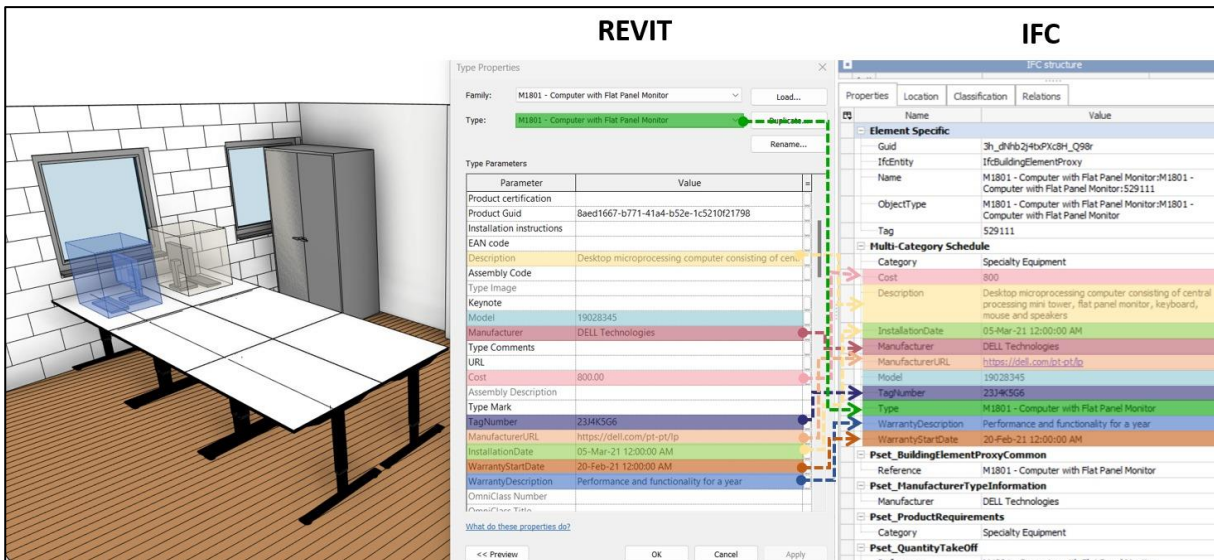 REVIT
IFC
Type Properties
Family: M1801 - Computer with Flat Panel Monitor Load...
Type: M1801 - Computer with Flat Panel Monitor Duplicate...
Rename...
Type Parameters
Parameter Value =
Product certification
Product Guid 8aed1667-b771-41a4-b52e-1c5210f21798
Installation instructions
EAN code
Description Desktop microprocessing computer consisting of cen
Assembly Code
Type Image
Keynote
Model 19028345
Manufacturer DELL Technologies
Type Comments
URL
Cost 800.00
Assembly Description
Type Mark
TagNumber 23J4K5G6
ManufacturerURL https://dell.com/pt-pt/lp
InstallationDate 05-Mar-21 12:00:00 AM
WarrantyStartDate 20-Feb-21 12:00:00 AM
WarrantyDescription Performance and functionality for a year
OmniClass Number
OmniClass Title
What do these properties do?
<< Preview OK Cancel Apply
IFC structure
Properties Location Classification Relations
Name Value
Element Specific
Guid 3h_dNhb2j4txPXc8H_Q98r
IfcEntity IfcBuildingElementProxy
Name M1801 - Computer with Flat Panel Monitor:M1801 -
Computer with Flat Panel Monitor:529111
ObjectType M1801 - Computer with Flat Panel Monitor:M1801 -
Computer with Flat Panel Monitor
Tag 529111
Multi-Category Schedule
Category Specialty Equipment
Cost 800
Description Desktop microprocessing computer consisting of central
processing mini tower, flat panel monitor, keyboard,
mouse and speakers
InstallationDate 05-Mar-21 12:00:00 AM
Manufacturer DELL Technologies
ManufacturerURL https://dell.com/pt-pt/lp
Model 19028345
TagNumber 23J4K5G6
Type M1801 - Computer with Flat Panel Monitor
WarrantyDescription Performance and functionality for a year
WarrantyStartDate 20-Feb-21 12:00:00 AM
Pset_BuildingElementProxyCommon
Reference M1801 - Computer with Flat Panel Monitor
Pset_ManufacturerTypeInformation
Manufacturer DELL Technologies
Pset_ProductRequirements
Category Specialty Equipment
Pset_QuantityTakeOff